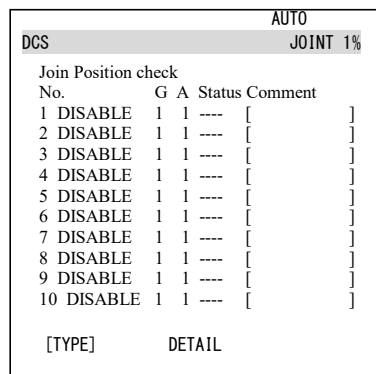 AUTO
DCS JOINT 1%
Join Position check
No. G A Status Comment
1 DISABLE 1 1 ---- [ ]
2 DISABLE 1 1 ---- [ ]
3 DISABLE 1 1 ---- [ ]
4 DISABLE 1 1 ---- [ ]
5 DISABLE 1 1 ---- [ ]
6 DISABLE 1 1 ---- [ ]
7 DISABLE 1 1 ---- [ ]
8 DISABLE 1 1 ---- [ ]
9 DISABLE 1 1 ---- [ ]
10 DISABLE 1 1 ---- [ ]
[TYPE] DETAIL